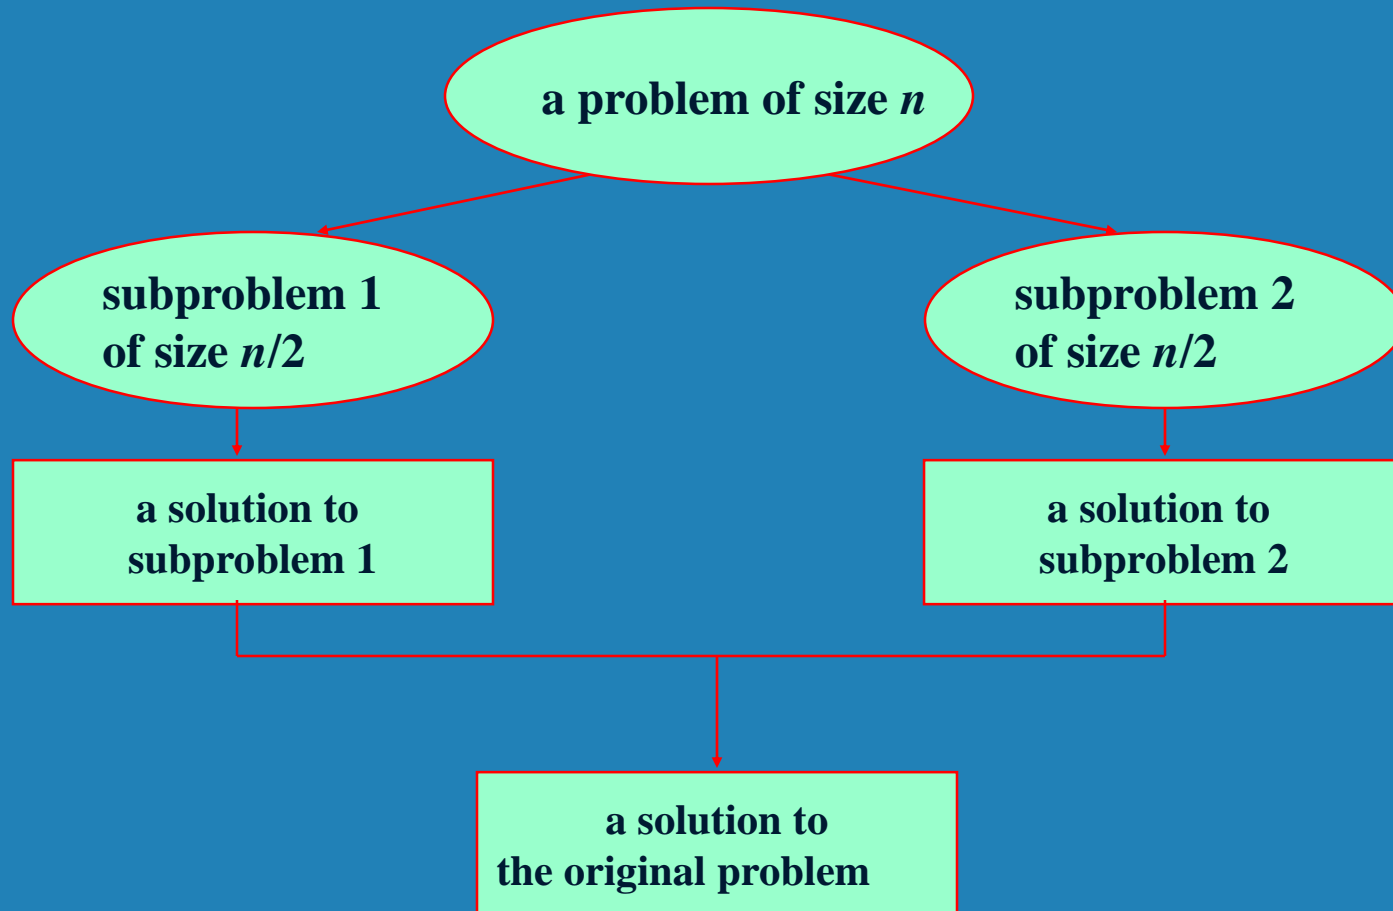 a problem of size n
subproblem 1
of size n/2
subproblem 2
of size n/2
a solution to
subproblem 1
a solution to
subproblem 2
a solution to
the original problem